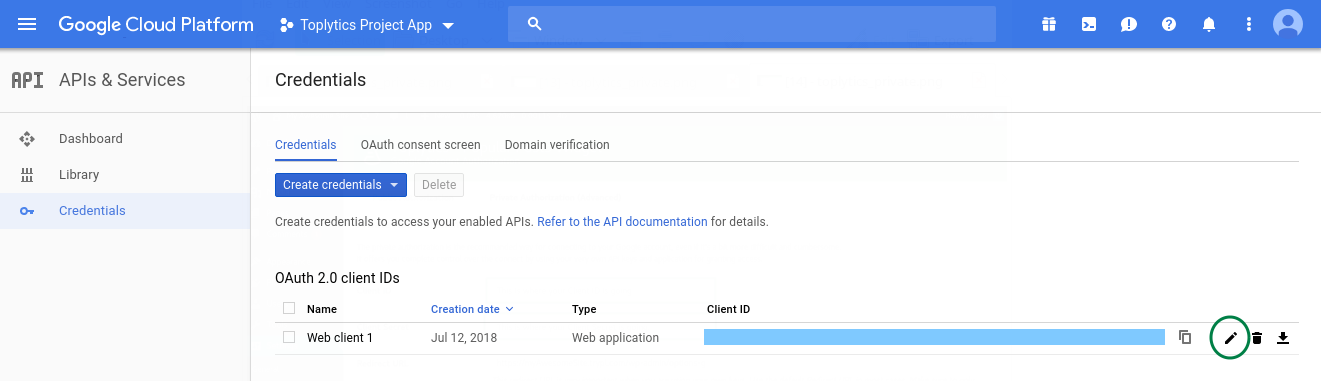 Google Cloud Platform
Toplytics Project App
API APIs & Services
Credentials
Dashboard
Library
Credentials
Credentials OAuth consent screen Domain verification
Create credentials Delete
Create credentials to access your enabled APIs. Refer to the API documentation for details.
OAuth 2.0 client IDs
Name Creation date Type Client ID
Web client 1 Jul 12, 2018 Web application